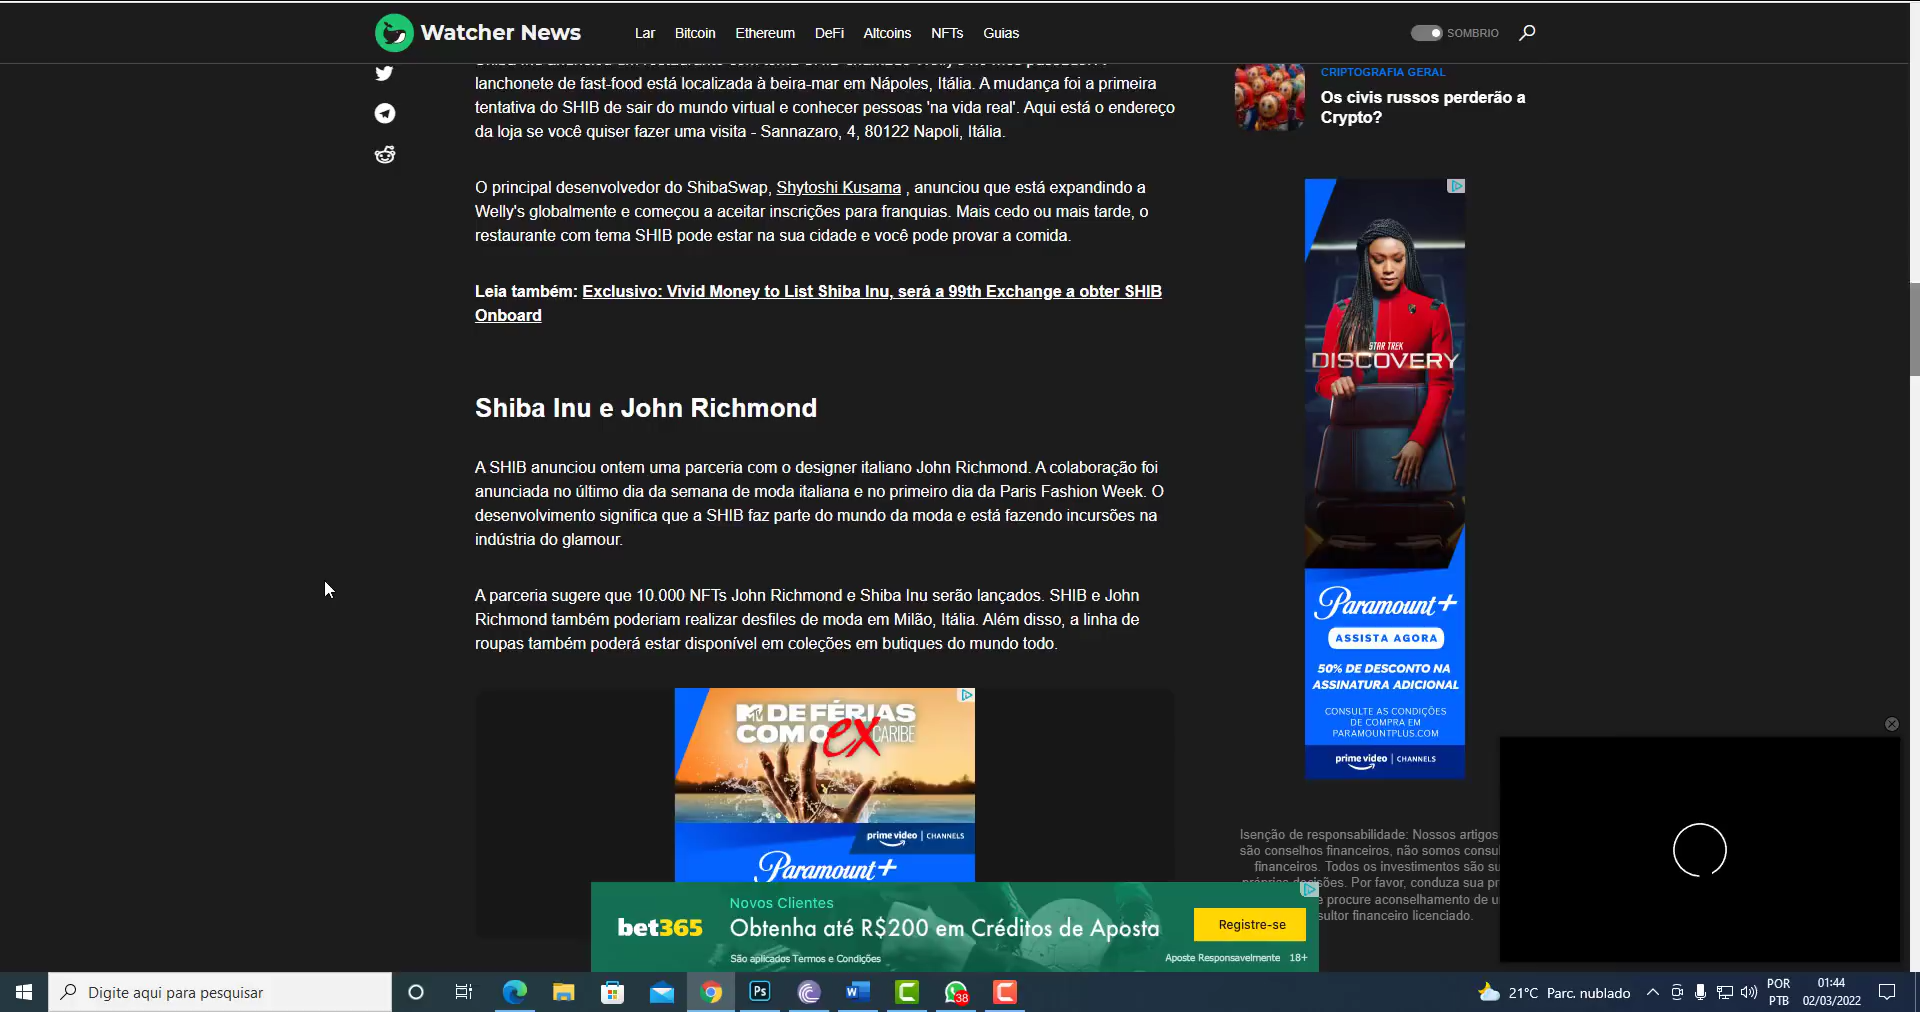 Watcher News
Lar
Bitcoin
Ethereum
DeFi
Altcoins
NFTs
Guias
SOMBRIO
lanchonete de fast-food está localizada à beira-mar em Nápoles, Itália. A mudança foi a primeira
tentativa do SHIB de sair do mundo virtual e conhecer pessoas 'na vida real'. Aqui está o endereço
da loja se você quiser fazer uma visita - Sannazaro, 4, 80122 Napoli, Itália.
O principal desenvolvedor do ShibaSwap, Shytoshi Kusama , anunciou que está expandindo a
Welly's globalmente e começou a aceitar inscrições para franquias. Mais cedo ou mais tarde, o
restaurante com tema SHIB pode estar na sua cidade e você pode provar a comida.
Leia também: Exclusivo: Vivid Money to List Shiba Inu, será a 99th Exchange a obter SHIB
Onboard
Shiba Inu e John Richmond
A SHIB anunciou ontem uma parceria com o designer italiano John Richmond. A colaboração foi
anunciada no último dia da semana de moda italiana e no primeiro dia da Paris Fashion Week. O
desenvolvimento significa que a SHIB faz parte do mundo da moda e está fazendo incursões na
indústria do glamour.
A parceria sugere que 10.000 NFTs John Richmond e Shiba Inu serão lançados. SHIB e John
Richmond também poderiam realizar desfiles de moda em Milão, Itália. Além disso, a linha de
roupas também poderá estar disponível em coleções em butiques do mundo todo.
MTV DE FÉRIAS
COM O ex CARIBE
prime video | CHANNELS
Paramount+
CRIPTOGRAFIA GERAL
Os civis russos perderão a
Crypto?
STAR TREK
DISCOVERY
Paramount+
ASSISTA AGORA
50% DE DESCONTO NA
ASSINATURA ADICIONAL
CONSULTE AS CONDIÇÕES
DE COMPRA EM
PARAMOUNTPLUS.COM
prime video | CHANNELS
Isenção de responsabilidade: Nossos artigos
são conselhos financeiros, não somos
financeiros. Todos os investimentos são
Por favor, conduza sua
e procure aconselhamento de
financeiro licenciado.
bet365
Novos Clientes
Obtenha até R$200 em Créditos de Aposta
São aplicados Termos e Condições
Registre-se
Aposte Responsavelmente 18+
Digite aqui para pesquisar
Ps
W
38
21°C Parc. nublado
POR
PTB
01:44
02/03/2022